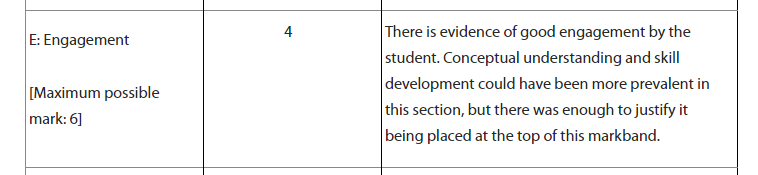 E: Engagement
[Maximum possible
mark: 6]
4
There is evidence of good engagement by the
student. Conceptual understanding and skill
development could have been more prevalent in
this section, but there was enough to justify it
being placed at the top of this markband.